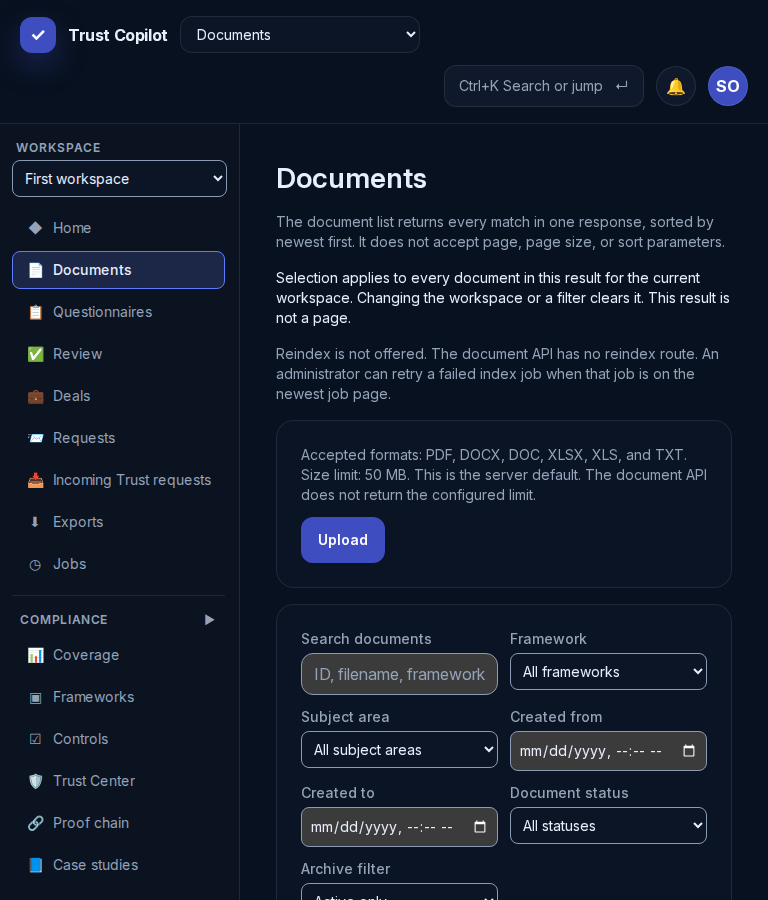 Trust Copilot
Documents
Ctrl+K Search or jump ↵
SO
WORKSPACE
First workspace
Home
Documents
Questionnaires
Review
Deals
Requests
Incoming Trust requests
Exports
Jobs
COMPLIANCE
Coverage
Frameworks
Controls
Trust Center
Proof chain
Case studies
Documents
The document list returns every match in one response, sorted by
newest first. It does not accept page, page size, or sort parameters.
Selection applies to every document in this result for the current
workspace. Changing the workspace or a filter clears it. This result is
not a page.
Reindex is not offered. The document API has no reindex route. An
administrator can retry a failed index job when that job is on the
newest job page.
Accepted formats: PDF, DOCX, DOC, XLSX, XLS, and TXT.
Size limit: 50 MB. This is the server default. The document API
does not return the configured limit.
Upload
Search documents
ID, filename, framework
Framework
All frameworks
Subject area
All subject areas
Created from
mm/dd/yyyy, --:-- --
Created to
mm/dd/yyyy, --:-- --
Document status
All statuses
Archive filter
Active only